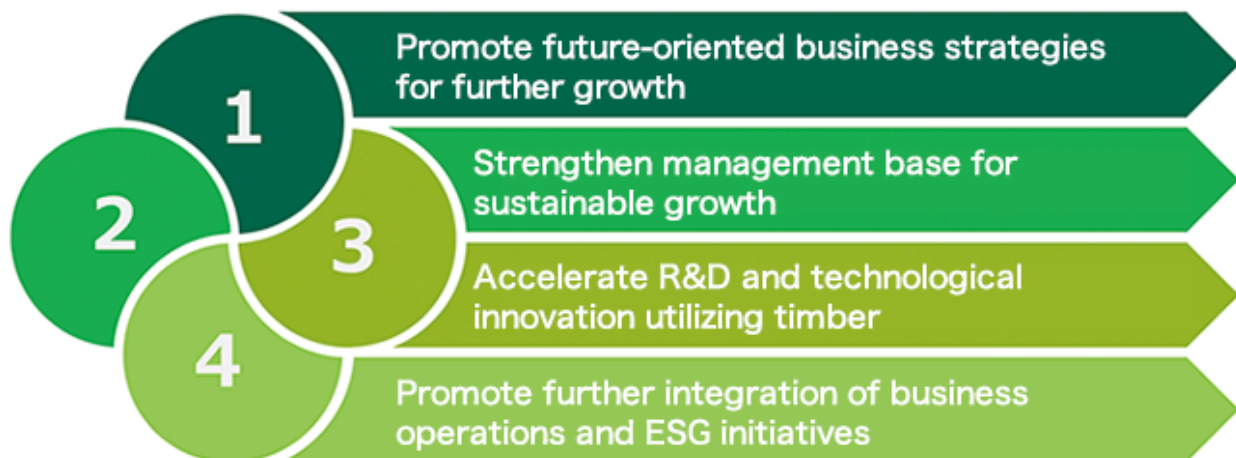 1
Promote future-oriented business strategies
for further growth
2
Strengthen management base for
sustainable growth
3
Accelerate R&D and technological
innovation utilizing timber
4
Promote further integration of business
operations and ESG initiatives